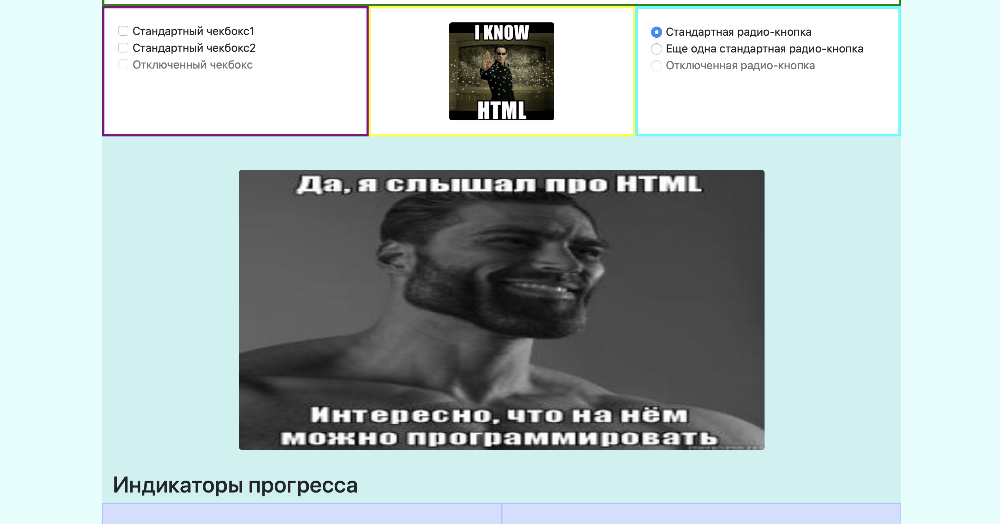 Стандартный чекбокс1
Стандартный чекбокс2
Отключенный чекбокс
I KNOW
HTML
Стандартная радио-кнопка
Еще одна стандартная радио-кнопка
Отключенная радио-кнопка
Да, я слышал про HTML
Интересно, что на нём
можно программировать
Индикаторы прогресса